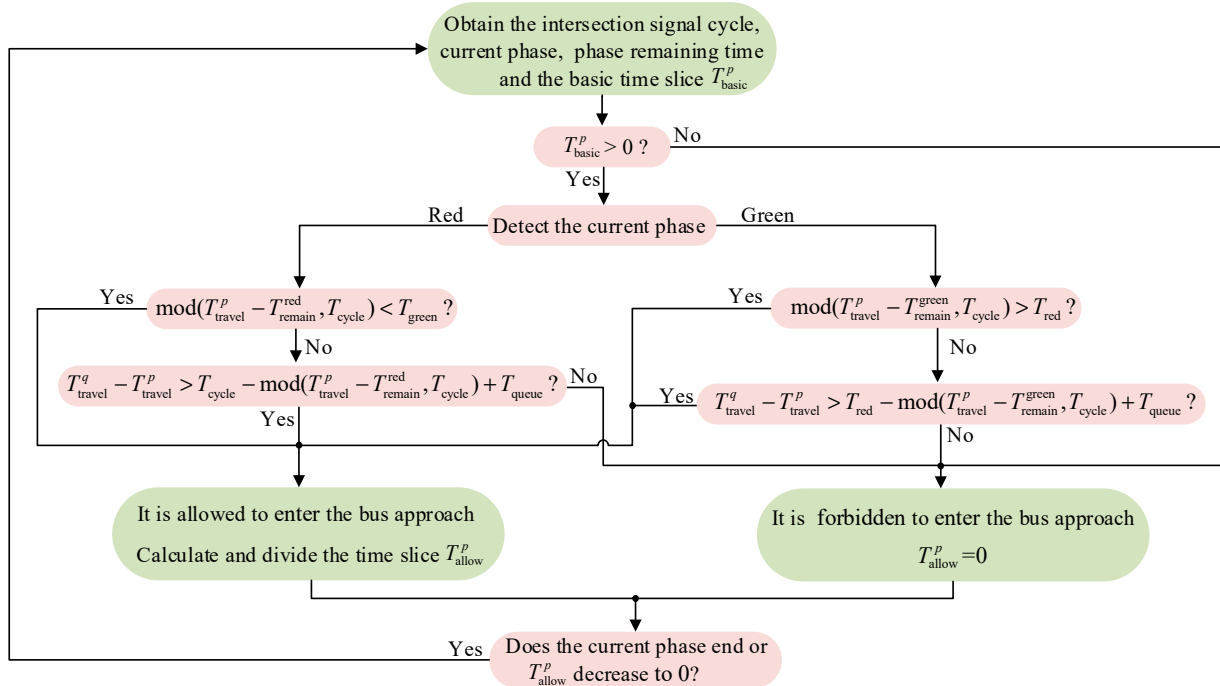 Obtain the intersection signal cycle,
current phase, phase remaining time
and the basic time slice T^p_basic
T^p_basic > 0 ?
No
Yes
Red
Detect the current phase
Green
Yes
mod(T^p_travel − T^red_remain, T_cycle) < T_green ?
Yes
mod(T^p_travel − T^green_remain, T_cycle) > T_red ?
No
No
T^q_travel − T^p_travel > T_cycle − mod(T^p_travel − T^red_remain, T_cycle) + T_queue ?
No
Yes
Yes
T^q_travel − T^p_travel > T_red − mod(T^p_travel − T^green_remain, T_cycle) + T_queue ?
No
It is allowed to enter the bus approach
Calculate and divide the time slice T^p_allow
It is forbidden to enter the bus approach
T^p_allow =0
Yes
Does the current phase end or
T^p_allow decrease to 0?